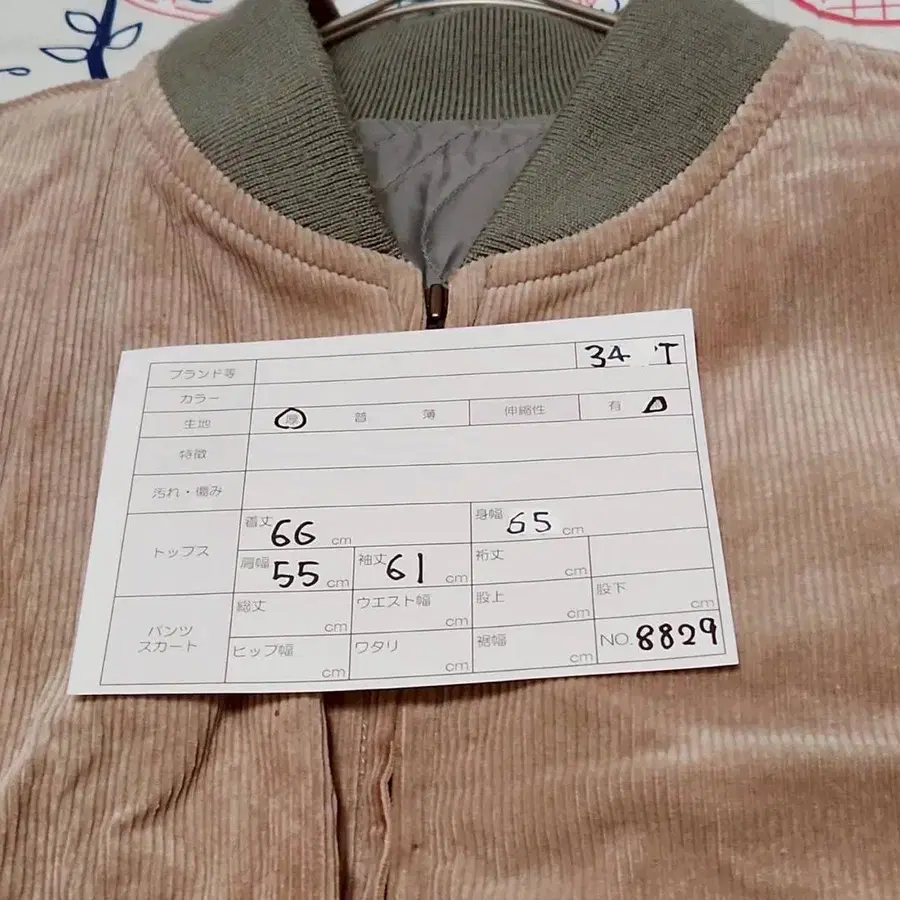 ブランド等 34 T
カラー
生地 厚 普 薄 伸縮性 有
特徴
汚れ・傷み
トップス
着丈 66 cm 身幅 65 cm
肩幅 55 cm 袖丈 61 cm 裄丈 cm
パンツ
スカート
総丈 cm ウエスト幅 cm 股上 cm 股下 cm
ヒップ幅 cm ワタリ cm 裾幅 cm NO. 8829